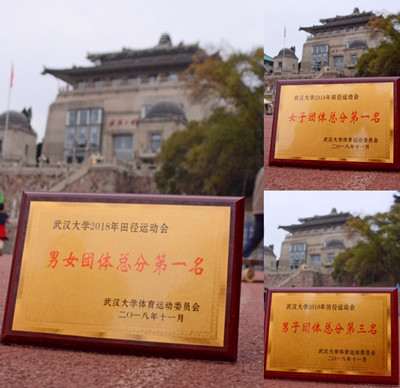 武汉大学2018年田径运动会
男女团体总分第一名
武汉大学体育运动委员会
二〇一八年十一月
武汉大学2018年田径运动会
女子团体总分第一名
武汉大学体育运动委员会
二〇一八年十一月
武汉大学2018年田径运动会
男子团体总分第三名
武汉大学体育运动委员会
二〇一八年十一月